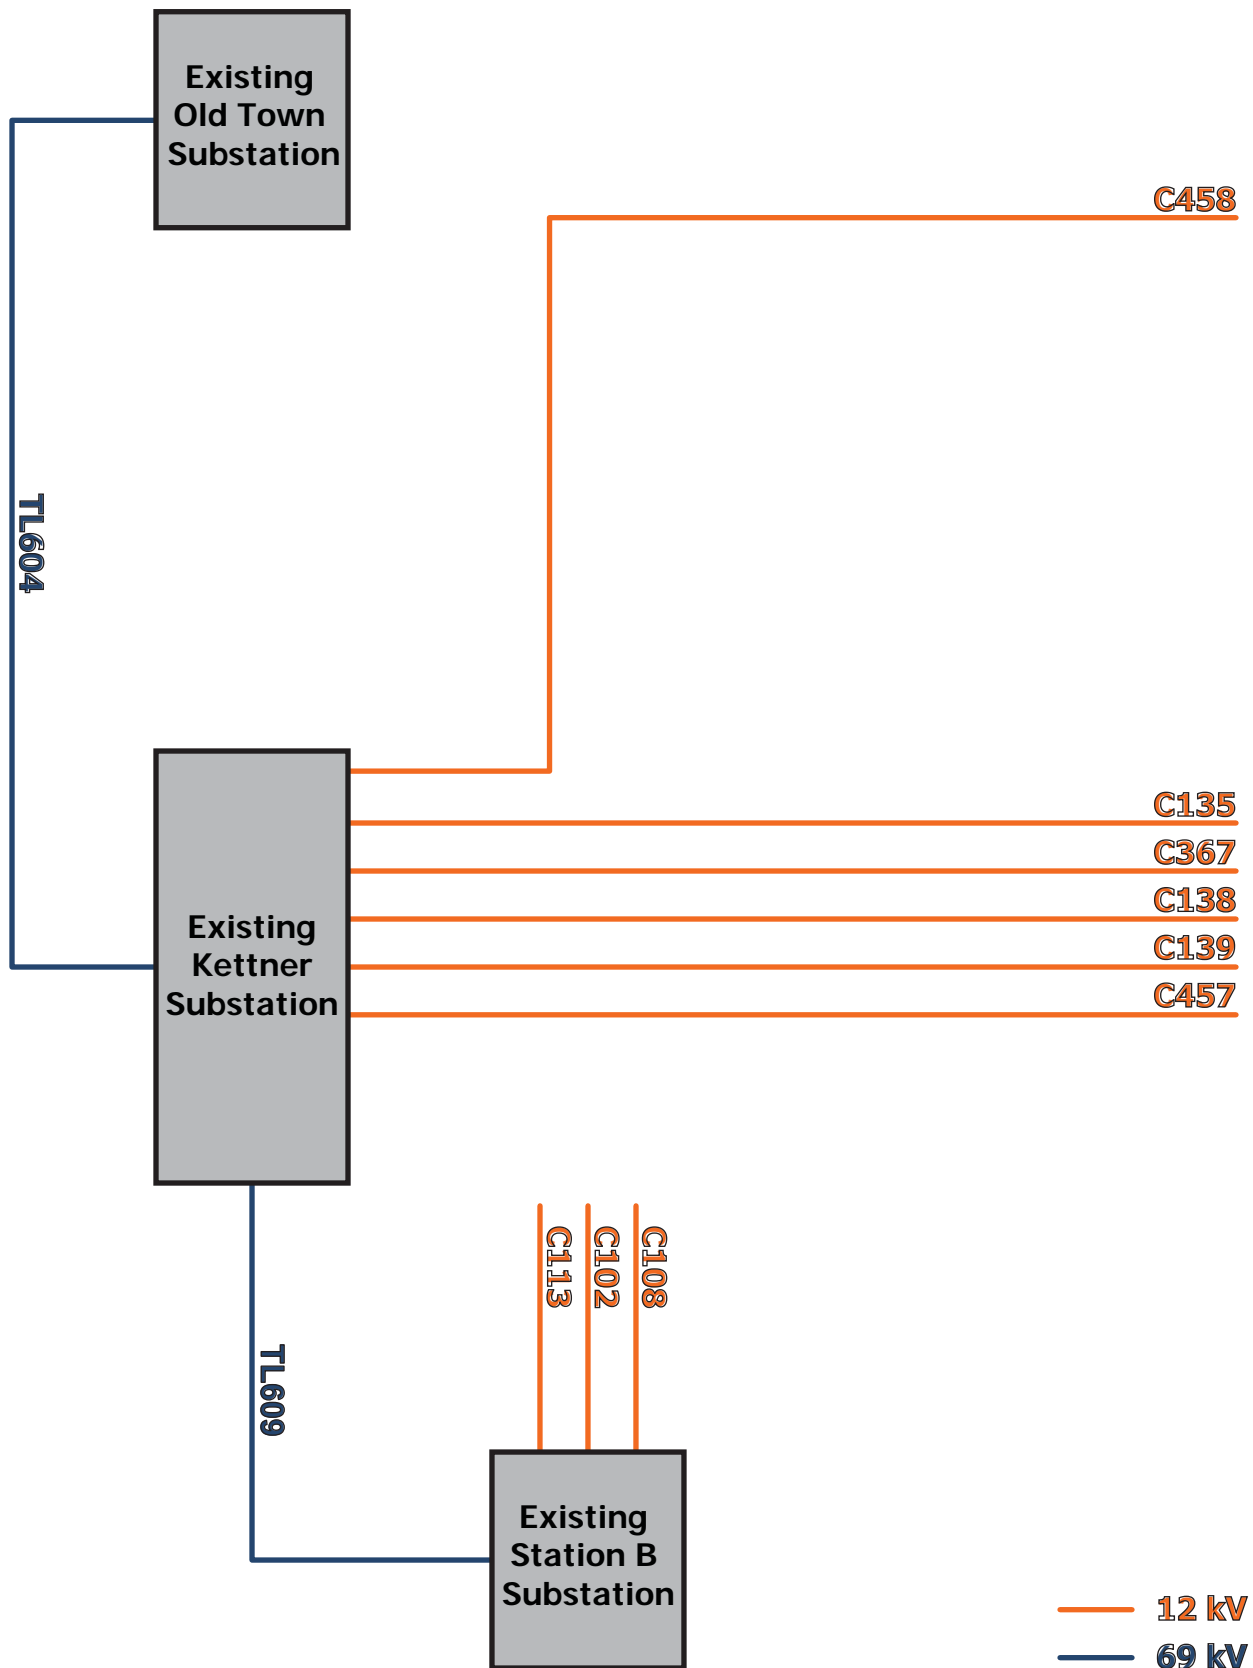 Existing
Old Town
Substation
C458
TL604
C135
C367
C138
C139
C457
Existing
Kettner
Substation
C113
C102
C108
TL609
Existing
Station B
Substation
12 kV
69 kV